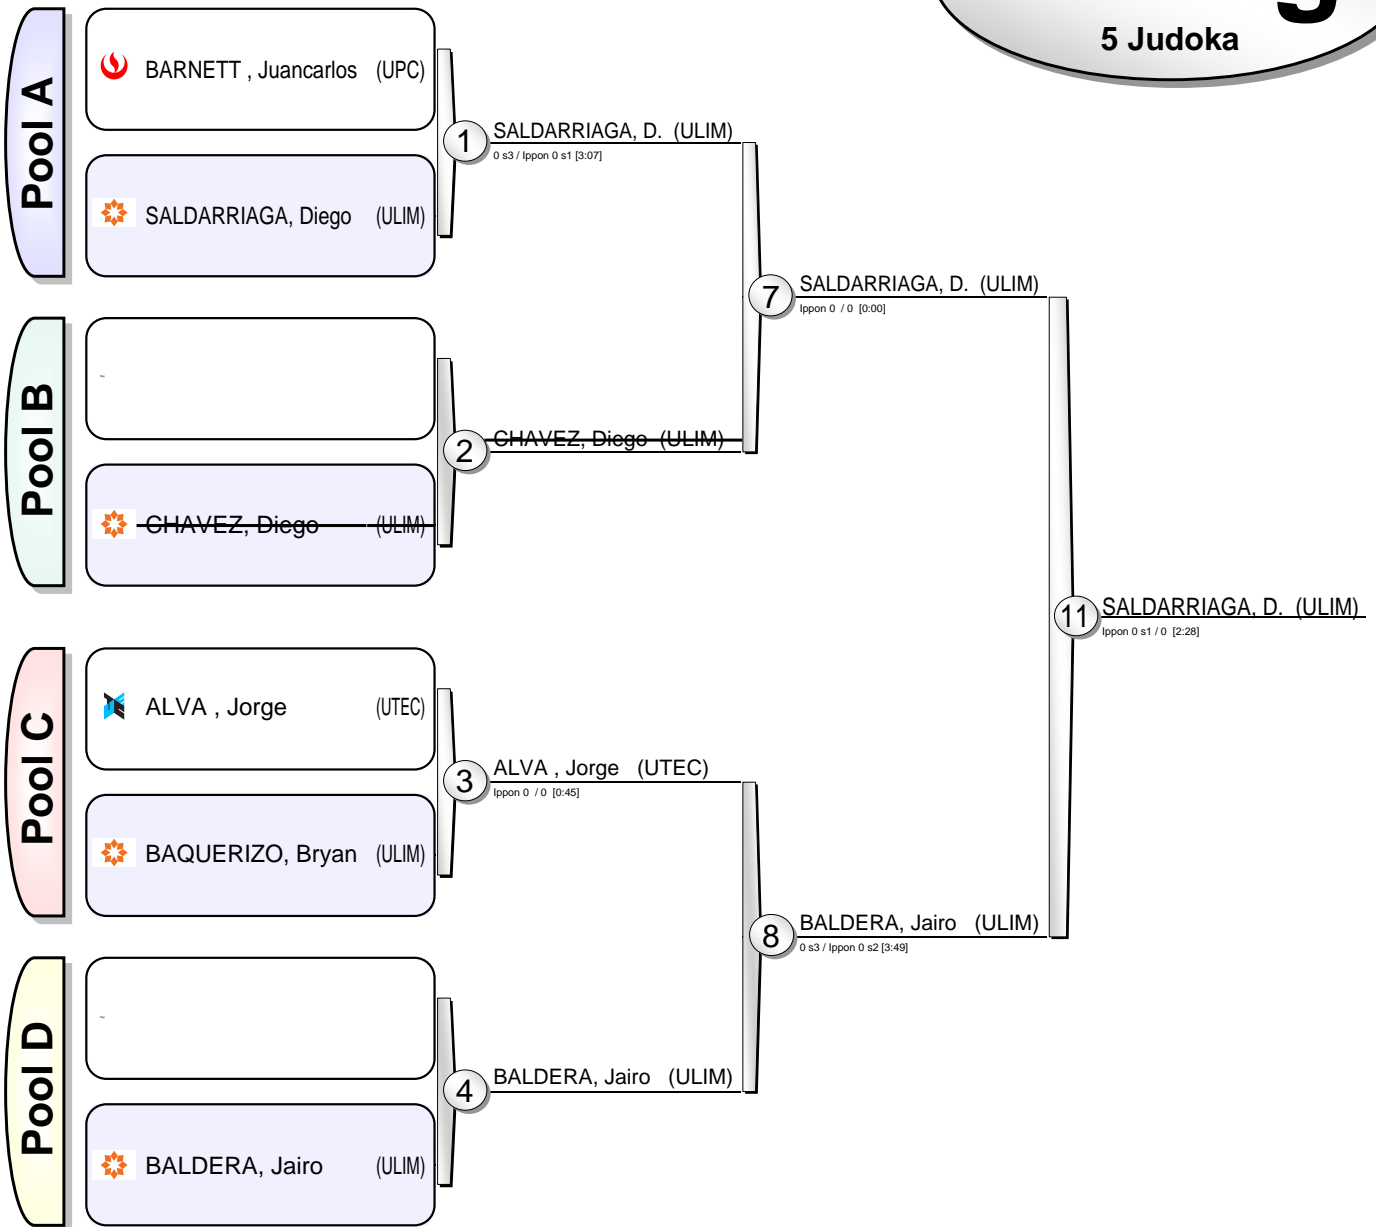 5 Judoka
Pool A
BARNETT , Juancarlos (UPC)
SALDARRIAGA, Diego (ULIM)
1
SALDARRIAGA, D. (ULIM)
0 s3 / Ippon 0 s1 [3:07]
7
SALDARRIAGA, D. (ULIM)
Ippon 0 / 0 [0:00]
Pool B
2
CHAVEZ, Diego (ULIM)
CHAVEZ, Diego (ULIM)
11
SALDARRIAGA, D. (ULIM)
Ippon 0 s1 / 0 [2:28]
Pool C
ALVA , Jorge (UTEC)
BAQUERIZO, Bryan (ULIM)
3
ALVA , Jorge (UTEC)
Ippon 0 / 0 [0:45]
8
BALDERA, Jairo (ULIM)
0 s3 / Ippon 0 s2 [3:49]
Pool D
4
BALDERA, Jairo (ULIM)
BALDERA, Jairo (ULIM)